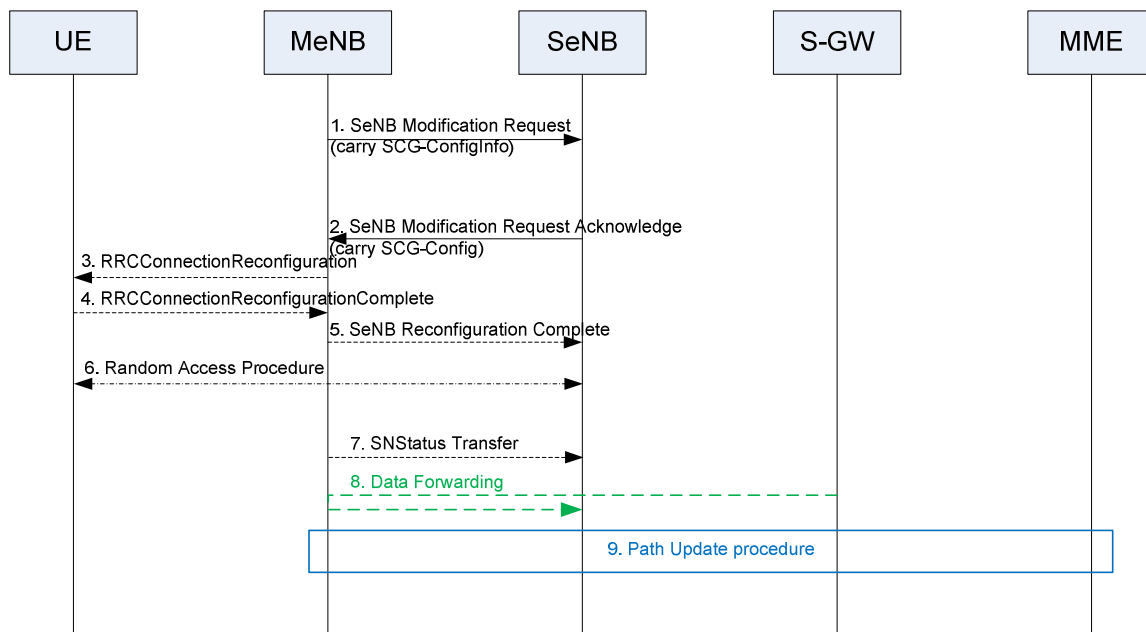 UE
MeNB
SeNB
S-GW
MME
1. SeNB Modification Request
(carry SCG-ConfigInfo)
2. SeNB Modification Request Acknowledge
(carry SCG-Config)
3. RRCConnectionReconfiguration
4. RRCConnectionReconfigurationComplete
5. SeNB Reconfiguration Complete
6. Random Access Procedure
7. SNStatus Transfer
8. Data Forwarding
9. Path Update procedure